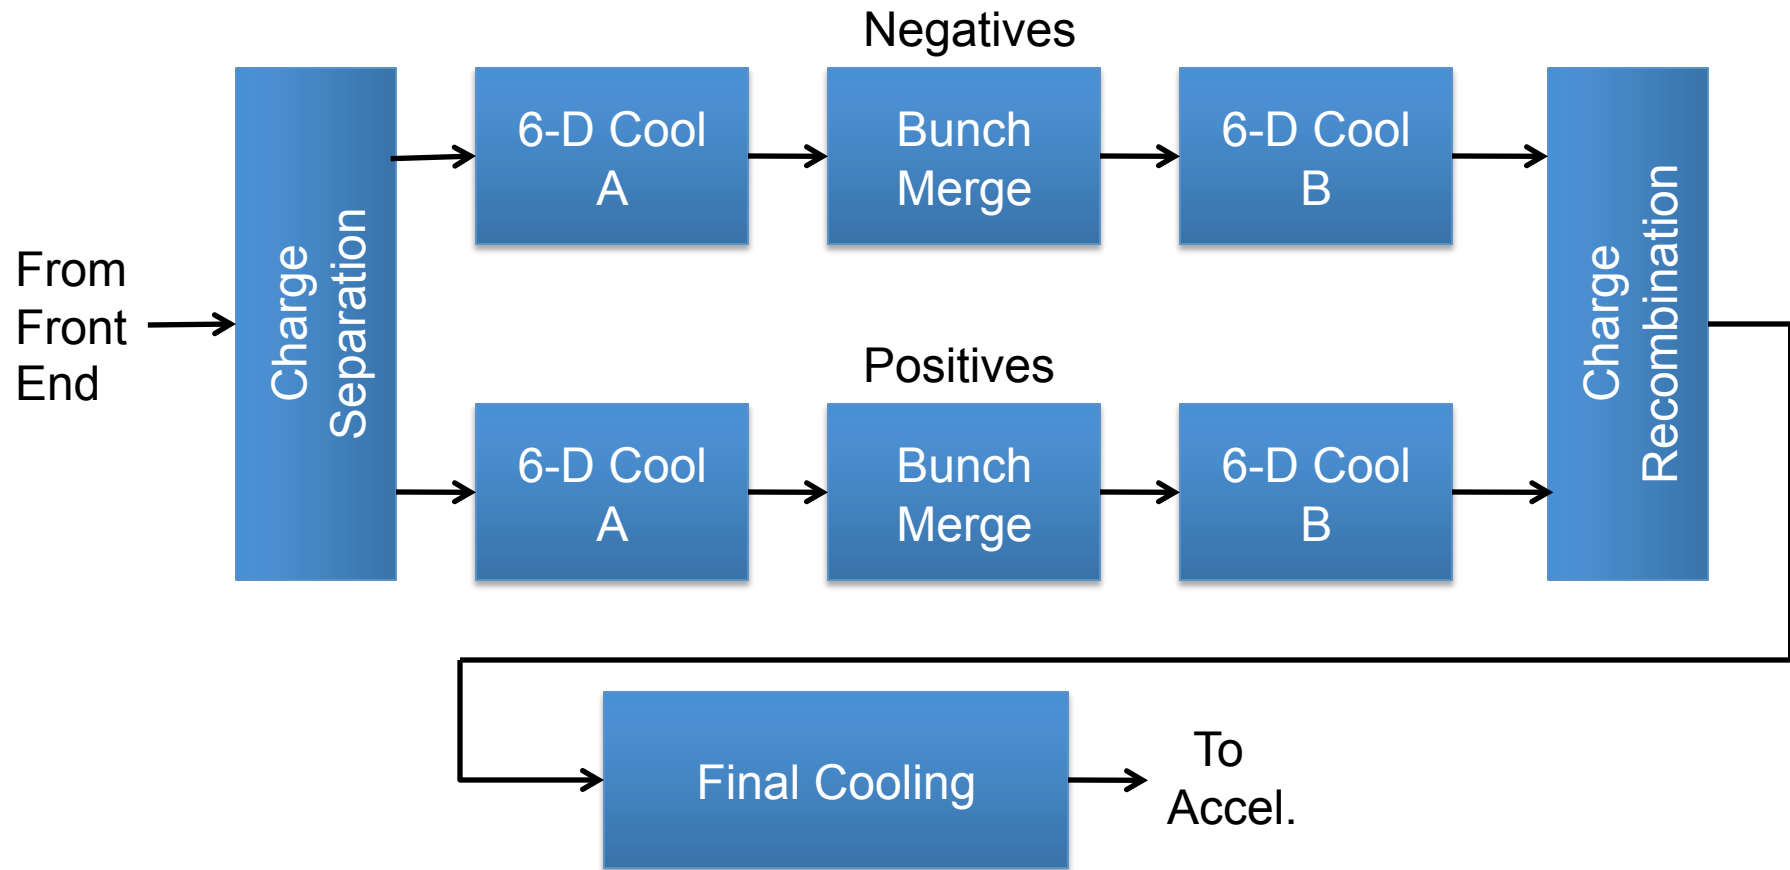 Negatives
From
Front
End
Charge
Separation
6-D Cool
A
Bunch
Merge
6-D Cool
B
Positives
6-D Cool
A
Bunch
Merge
6-D Cool
B
Charge
Recombination
Final Cooling
To
Accel.